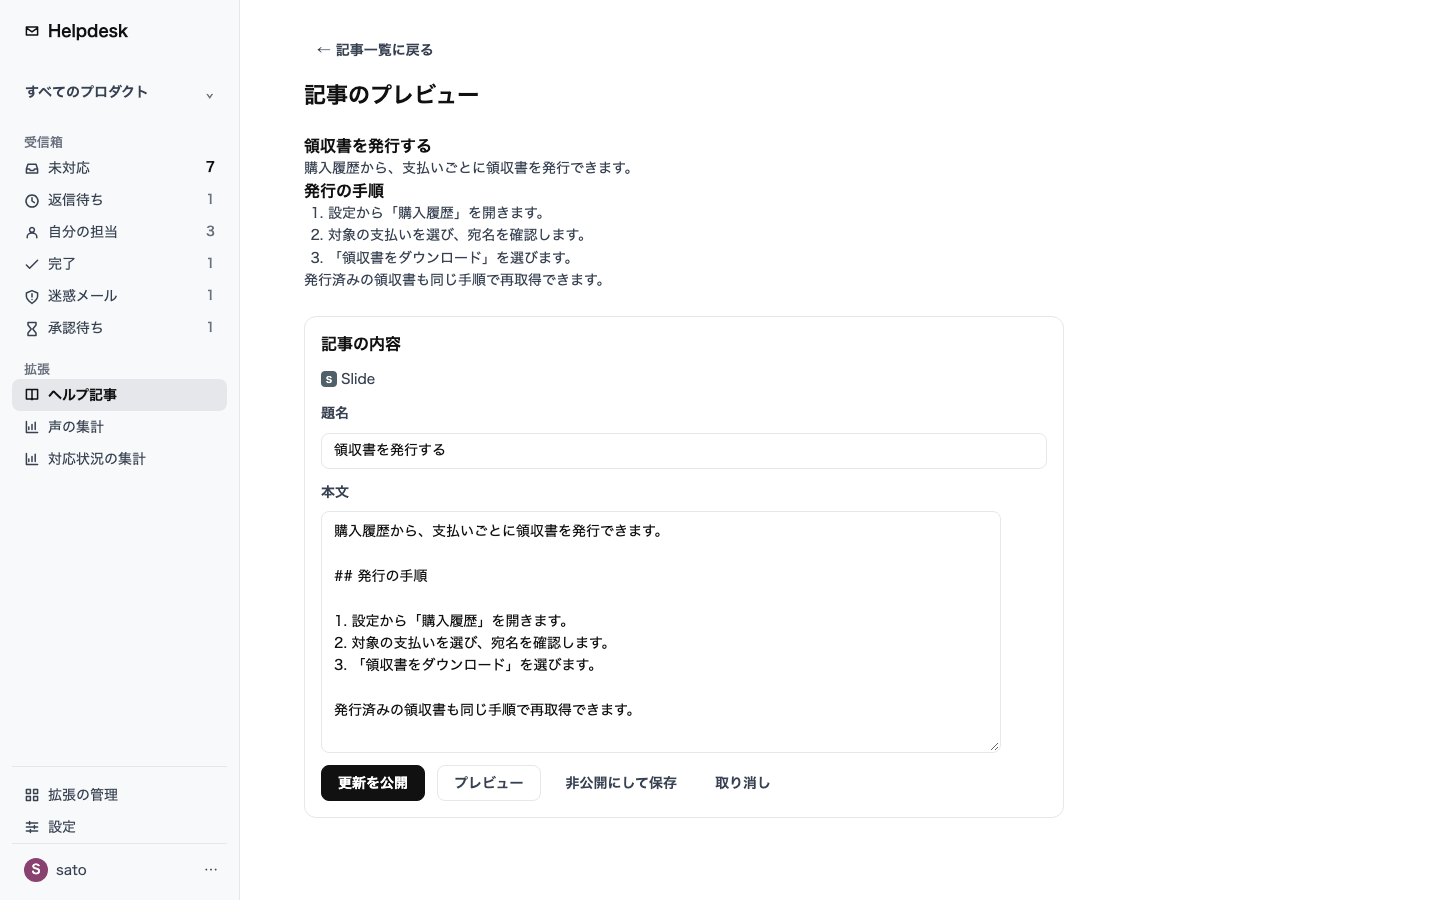 Helpdesk
すべてのプロダクト
受信箱
未対応 7
返信待ち 1
自分の担当 3
完了 1
迷惑メール 1
承認待ち 1
拡張
ヘルプ記事
声の集計
対応状況の集計
拡張の管理
設定
S sato ...
← 記事一覧に戻る
記事のプレビュー
領収書を発行する
購入履歴から、支払いごとに領収書を発行できます。
発行の手順
1. 設定から「購入履歴」を開きます。
2. 対象の支払いを選び、宛名を確認します。
3. 「領収書をダウンロード」を選びます。
発行済みの領収書も同じ手順で再取得できます。
記事の内容
S Slide
題名
領収書を発行する
本文
購入履歴から、支払いごとに領収書を発行できます。
## 発行の手順
1. 設定から「購入履歴」を開きます。
2. 対象の支払いを選び、宛名を確認します。
3. 「領収書をダウンロード」を選びます。
発行済みの領収書も同じ手順で再取得できます。
更新を公開 プレビュー 非公開にして保存 取り消し